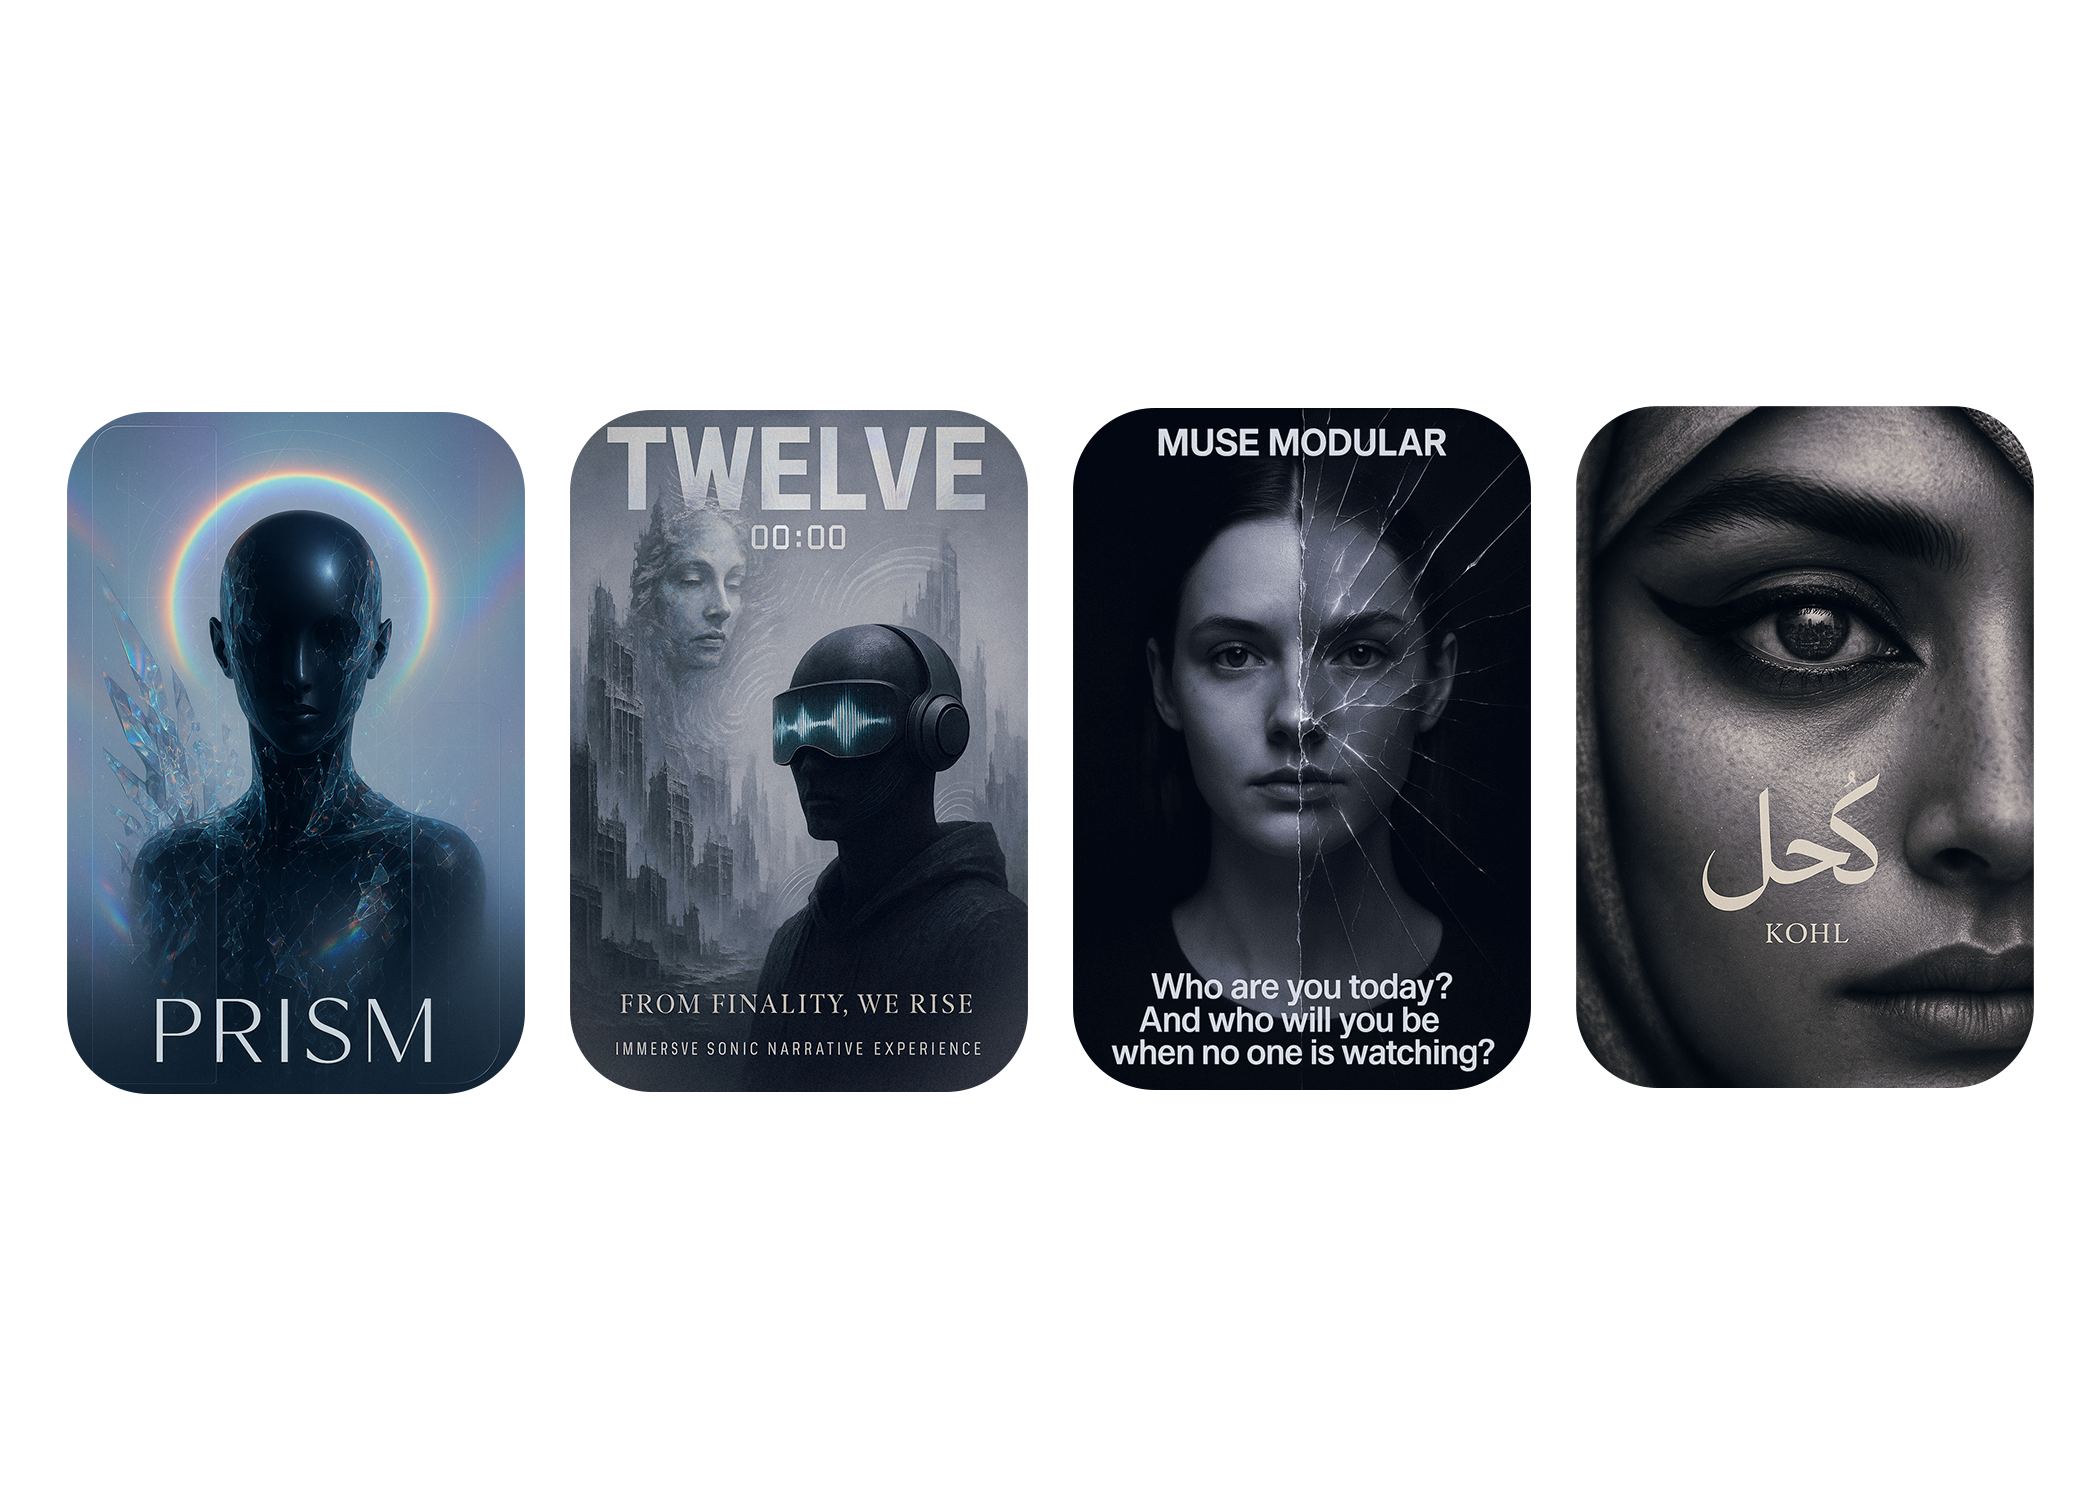 PRISM
TWELVE
00:00
FROM FINALITY, WE RISE
IMMERSVE SONIC NARRATIVE EXPERIENCE
MUSE MODULAR
Who are you today?
And who will you be
when no one is watching?
كُحل
KOHL